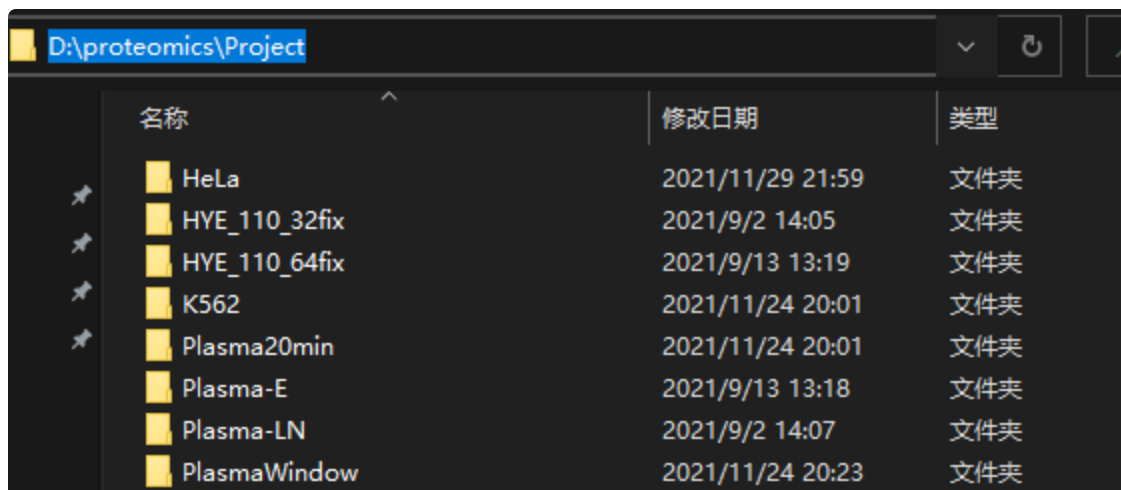 D:\proteomics\Project
名称 修改日期 类型
HeLa 2021/11/29 21:59 文件夹
HYE_110_32fix 2021/9/2 14:05 文件夹
HYE_110_64fix 2021/9/13 13:19 文件夹
K562 2021/11/24 20:01 文件夹
Plasma20min 2021/11/24 20:01 文件夹
Plasma-E 2021/9/13 13:18 文件夹
Plasma-LN 2021/9/2 14:07 文件夹
PlasmaWindow 2021/11/24 20:23 文件夹